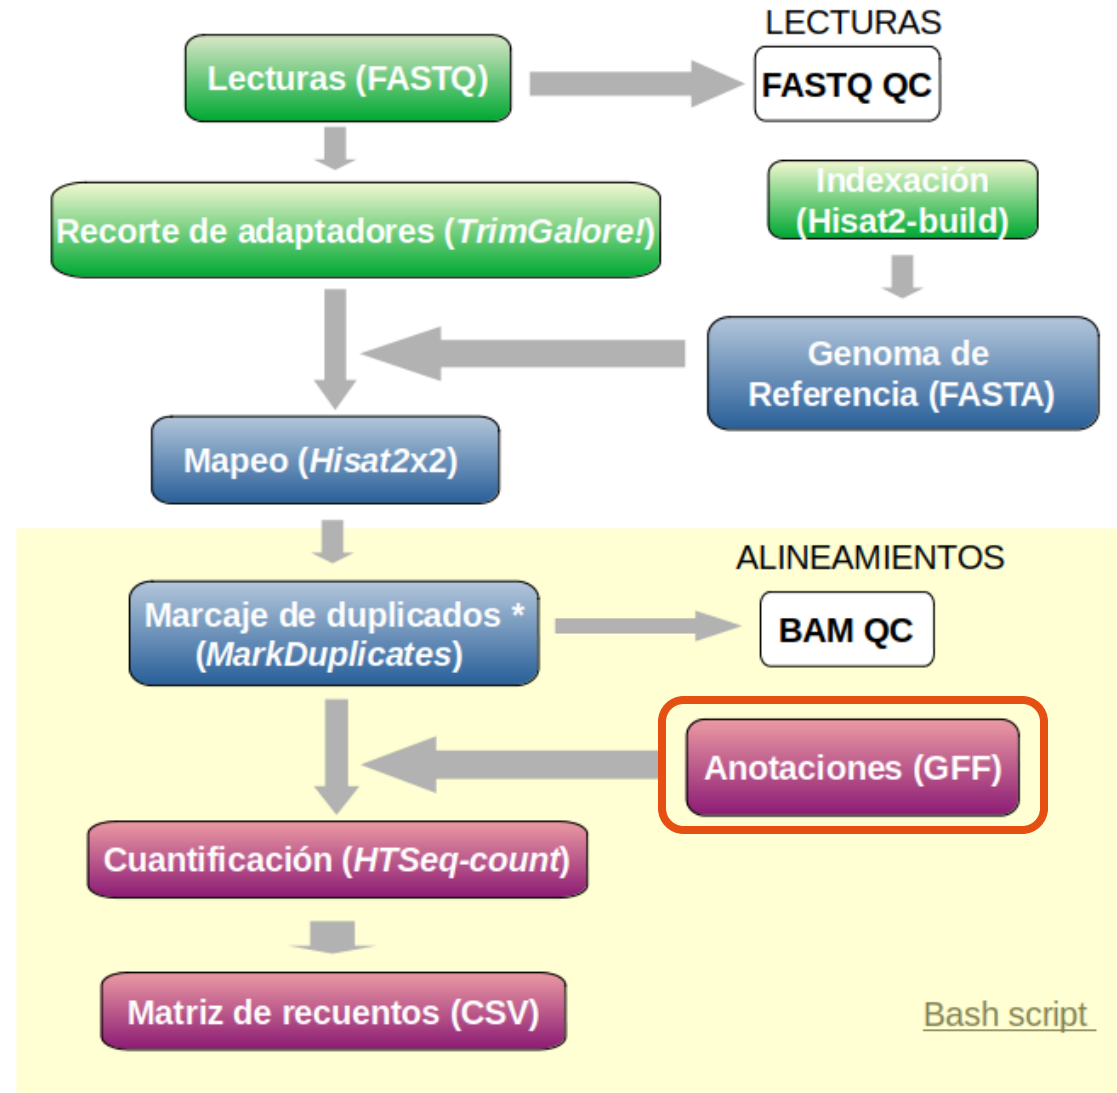 LECTURAS
Lecturas (FASTQ)
FASTQ QC
Indexación
(Hisat2-build)
Recorte de adaptadores (TrimGalore!)
Genoma de
Referencia (FASTA)
Mapeo (Hisat2x2)
ALINEAMIENTOS
Marcaje de duplicados *
(MarkDuplicates)
BAM QC
Anotaciones (GFF)
Cuantificación (HTSeq-count)
Matriz de recuentos (CSV)
Bash script